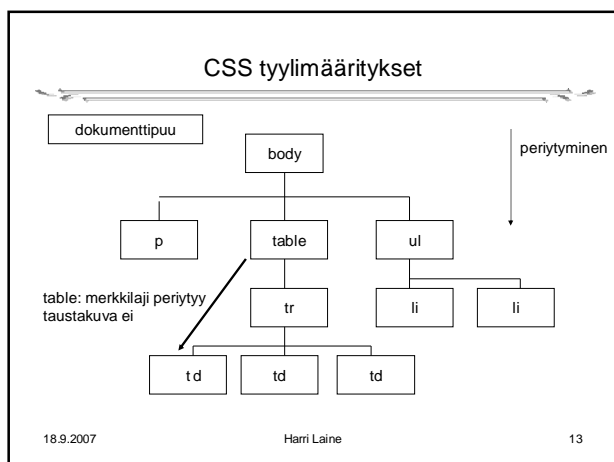 CSS tyylimääritykset
dokumenttipuu
body
periytyminen
p
table
ul
table: merkkilaji periytyy
taustakuva ei
tr
li
li
td
td
td
18.9.2007
Harri Laine
13